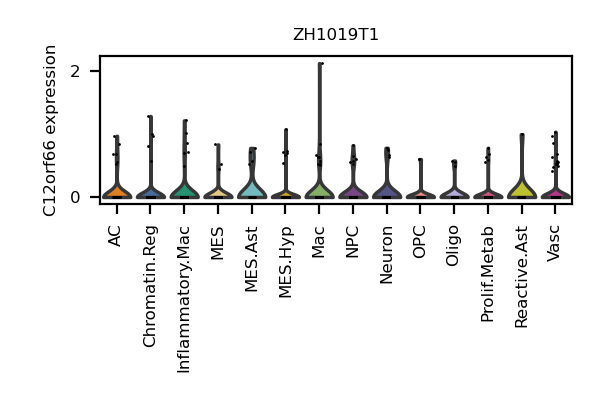 ZH1019T1
C12orf66 expression
2
0
AC
Chromatin.Reg
Inflammatory.Mac
MES
MES.Ast
MES.Hyp
Mac
NPC
Neuron
OPC
Oligo
Prolif.Metab
Reactive.Ast
Vasc